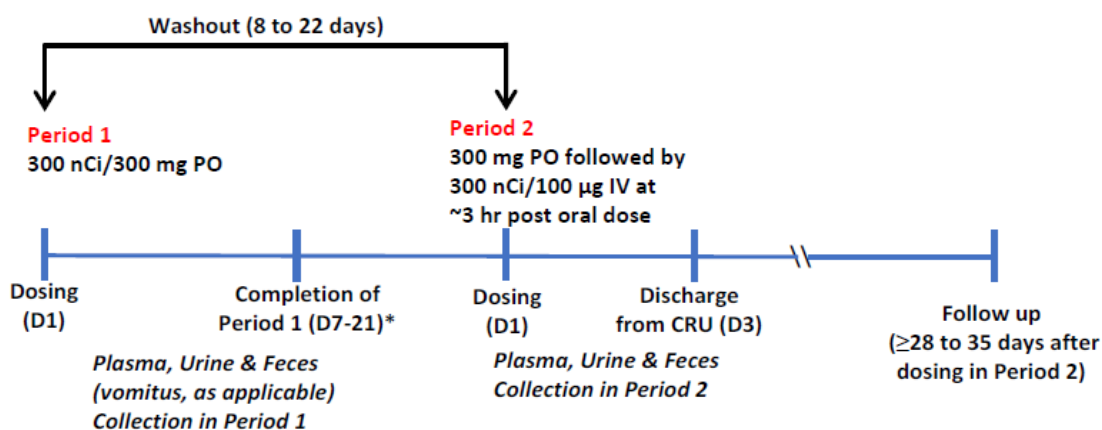 Washout (8 to 22 days)
Period 1
300 nCi/300 mg PO
Period 2
300 mg PO followed by
300 nCi/100 µg IV at
~3 hr post oral dose
Dosing
(D1)
Completion of
Period 1 (D7-21)*
Dosing
(D1)
Discharge
from CRU (D3)
Follow up
(≥28 to 35 days after
dosing in Period 2)
Plasma, Urine & Feces
(vomitus, as applicable)
Collection in Period 1
Plasma, Urine & Feces
Collection in Period 2